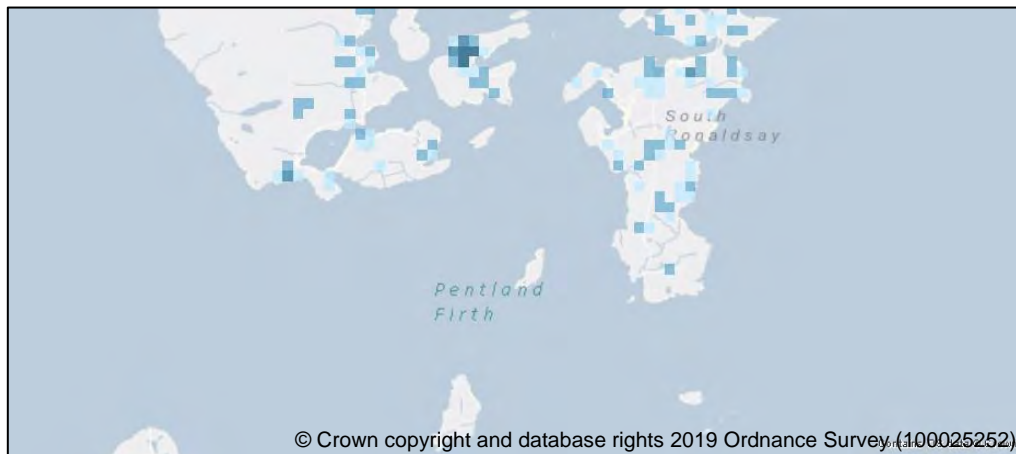 South
Ronaldsay
Pentland
Firth
© Crown copyright and database rights 2019 Ordnance Survey (100025252)